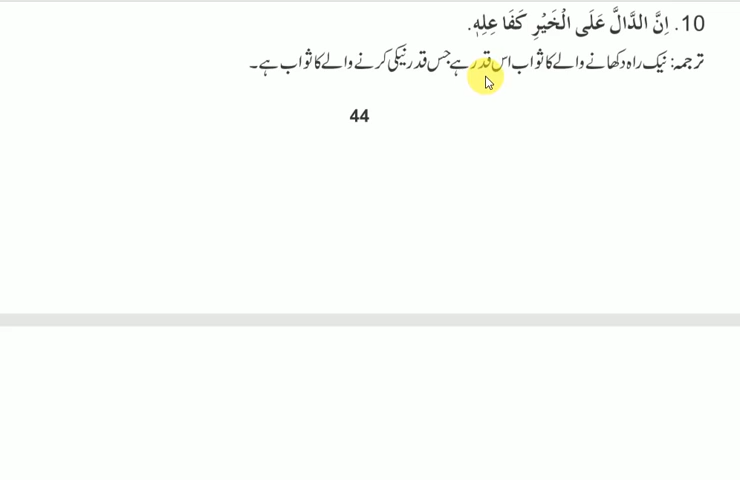 10. اِنَّ الدَّالَّ عَلَى الْخَيْرِ كَفَا عِلِهٖ.
ترجمہ: نیک راہ دکھانے والے کا ثواب اس قدر ہے جس قدر نیکی کرنے والے کا ثواب ہے۔
44